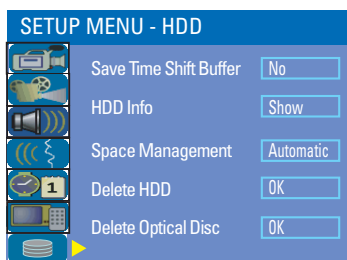 SETUP MENU - HDD
Save Time Shift Buffer No
HDD Info Show
Space Management Automatic
1
Delete HDD OK
Delete Optical Disc OK